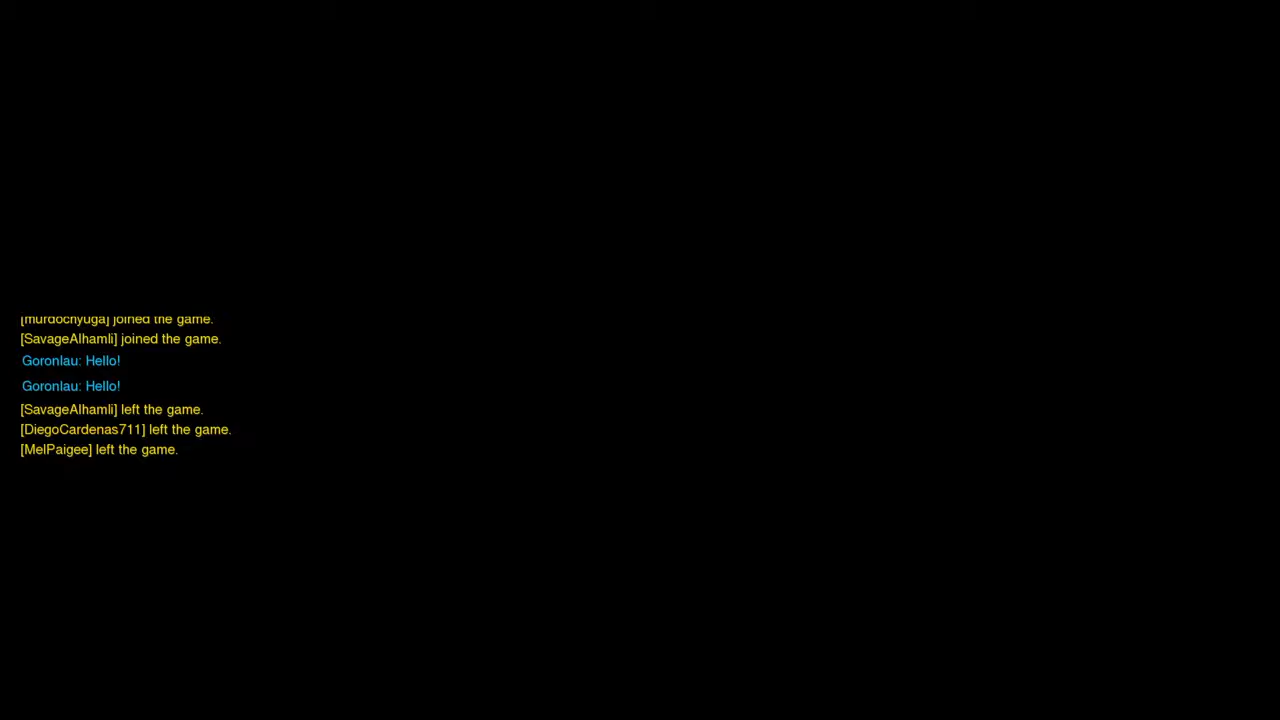 [murdochyuga] joined the game.
[SavageAlhamli] joined the game.
Goronlau: Hello!
Goronlau: Hello!
[SavageAlhamli] left the game.
[DiegoCardenas711] left the game.
[MelPaigee] left the game.